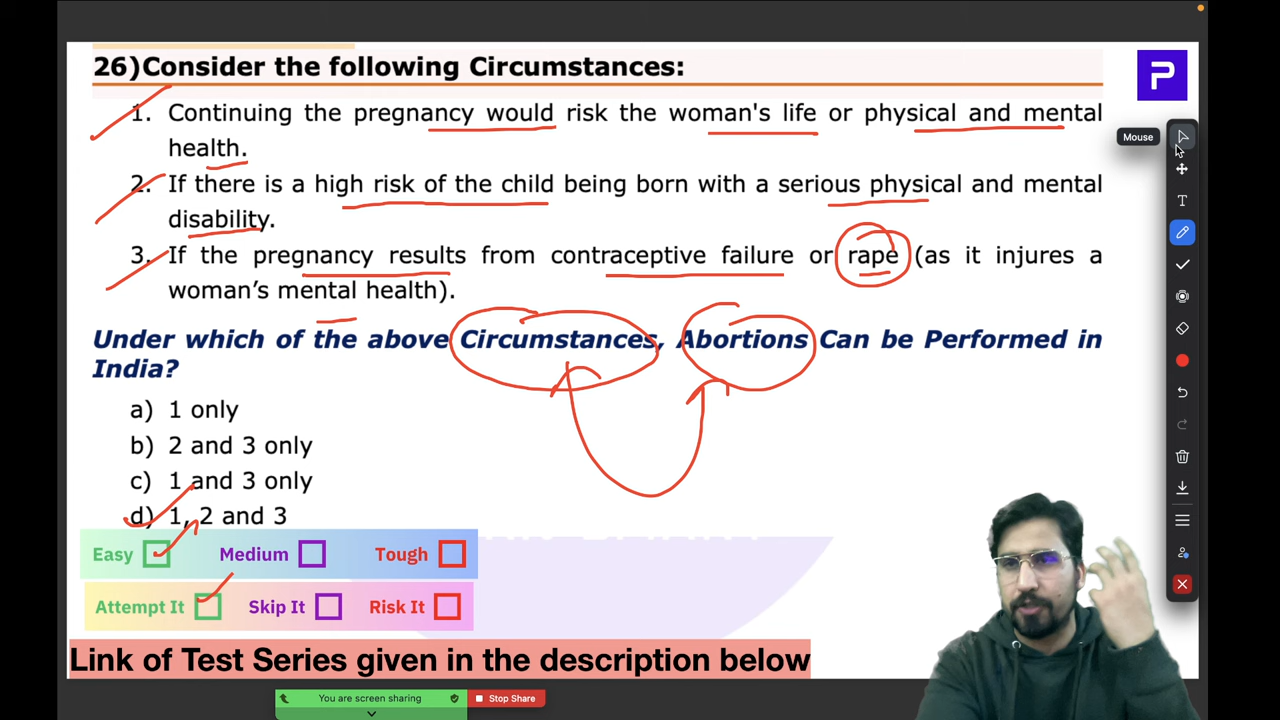 26)Consider the following Circumstances:
1. Continuing the pregnancy would risk the woman's life or physical and mental
health.
2. If there is a high risk of the child being born with a serious physical and mental
disability.
3. If the pregnancy results from contraceptive failure or rape (as it injures a
woman’s mental health).
Under which of the above Circumstances, Abortions Can be Performed in
India?
a) 1 only
b) 2 and 3 only
c) 1 and 3 only
d) 1, 2 and 3
Easy Medium Tough
Attempt It Skip It Risk It
Link of Test Series given in the description below
You are screen sharing Stop Share
P
Mouse
T